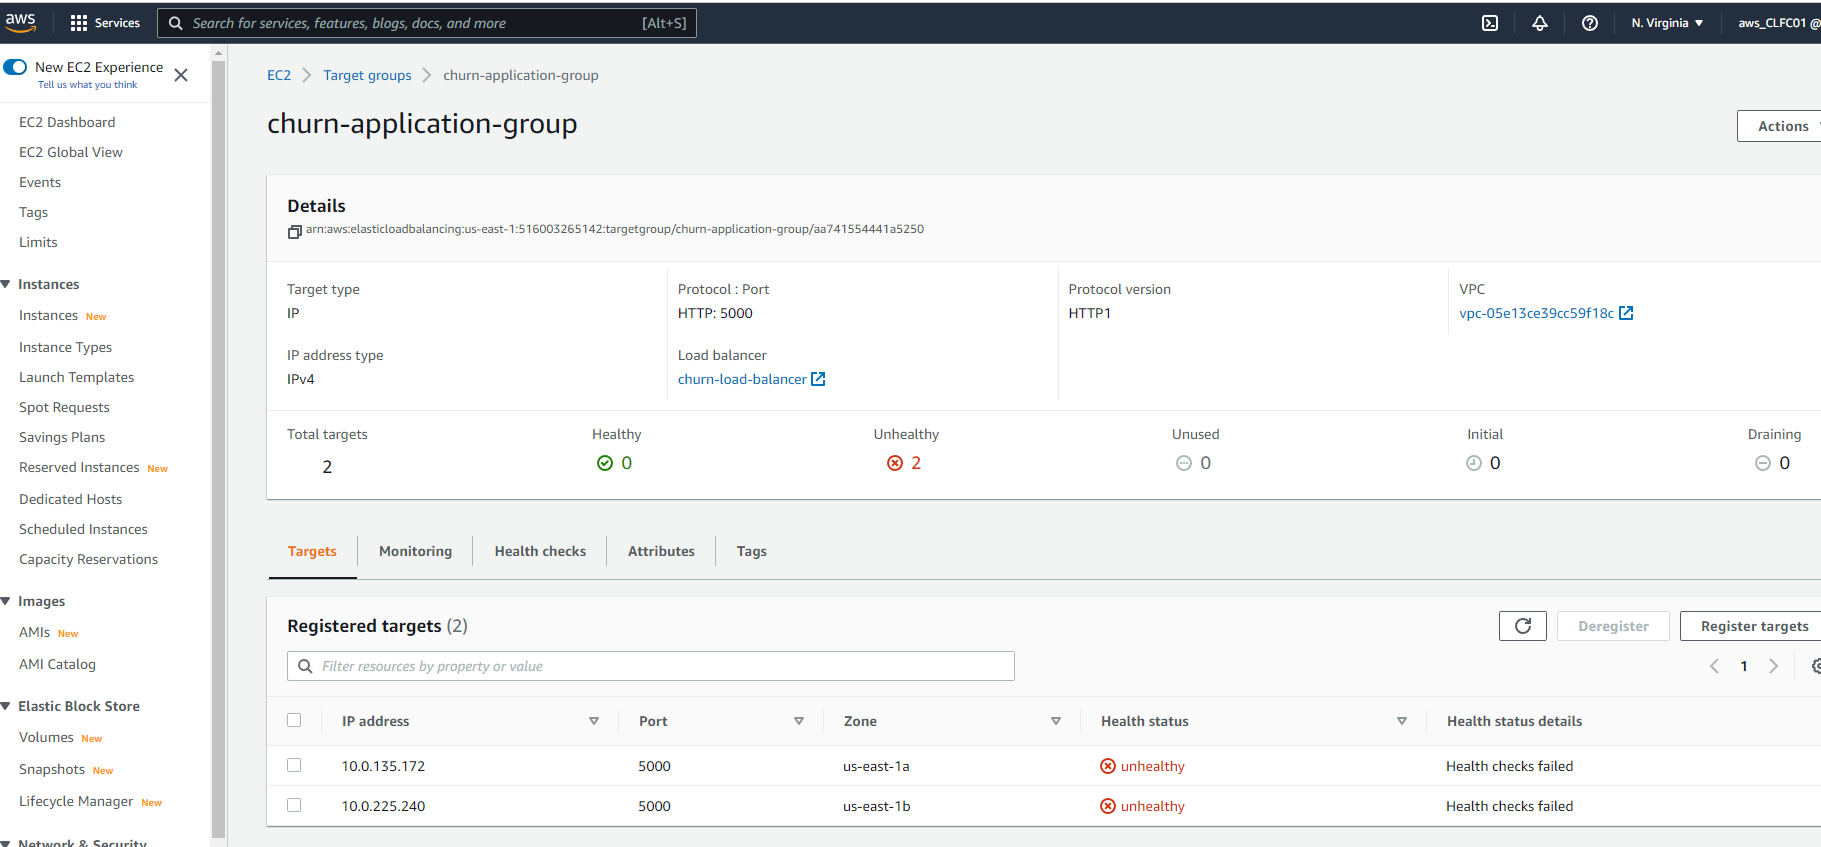 aws
Services
Search for services, features, blogs, docs, and more
[Alt+S]
N. Virginia
aws_CLFC01 @
New EC2 Experience
Tell us what you think
EC2 Dashboard
EC2 Global View
Events
Tags
Limits
Instances
Instances New
Instance Types
Launch Templates
Spot Requests
Savings Plans
Reserved Instances New
Dedicated Hosts
Scheduled Instances
Capacity Reservations
Images
AMIs New
AMI Catalog
Elastic Block Store
Volumes New
Snapshots New
Lifecycle Manager New
Network & Security
EC2 > Target groups > churn-application-group
churn-application-group
Actions
Details
arn:aws:elasticloadbalancing:us-east-1:516003265142:targetgroup/churn-application-group/aa741554441a5250
Target type
IP
Protocol : Port
HTTP: 5000
Protocol version
HTTP1
VPC
vpc-05e13ce39cc59f18c
IP address type
IPv4
Load balancer
churn-load-balancer
Total targets
2
Healthy
0
Unhealthy
2
Unused
0
Initial
0
Draining
0
Targets
Monitoring
Health checks
Attributes
Tags
Registered targets (2)
Deregister
Register targets
Filter resources by property or value
1
IP address Port Zone Health status Health status details
10.0.135.172 5000 us-east-1a unhealthy Health checks failed
10.0.225.240 5000 us-east-1b unhealthy Health checks failed